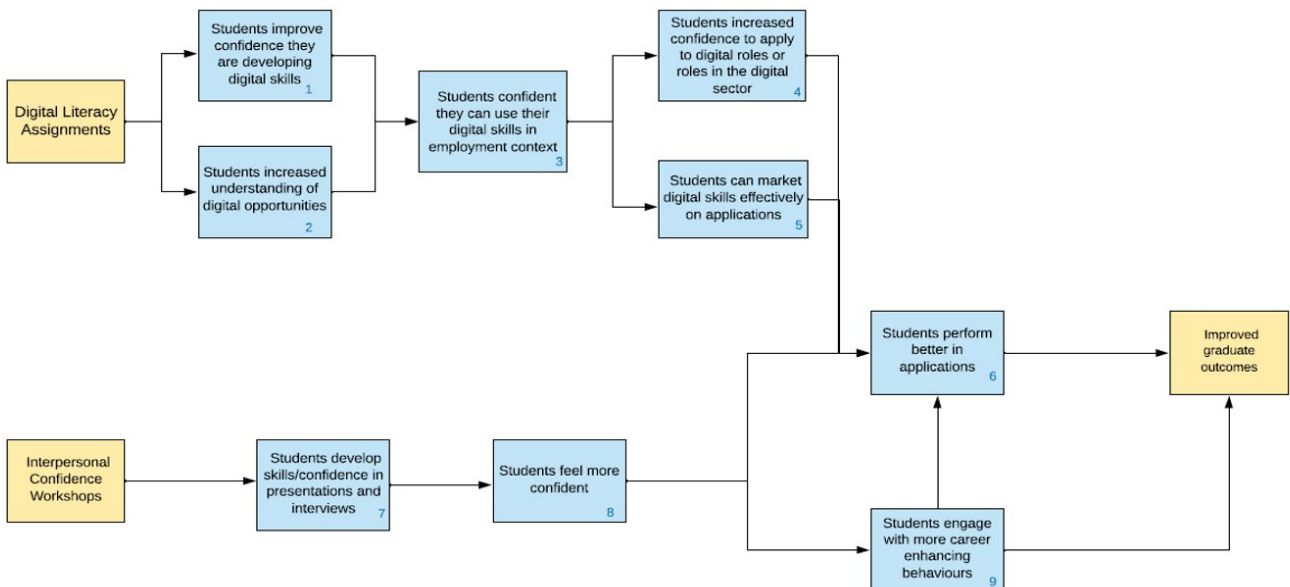 Digital Literacy
Assignments
Students improve
confidence they
are developing
digital skills
1
Students increased
understanding of
digital opportunities
2
Students confident
they can use their
digital skills in
employment context
3
Students increased
confidence to apply
to digital roles or
roles in the digital
sector
4
Students can market
digital skills effectively
on applications
5
Students perform
better in
applications
6
Improved
graduate
outcomes
Interpersonal
Confidence
Workshops
Students develop
skills/confidence in
presentations and
interviews
7
Students feel more
confident
8
Students engage
with more career
enhancing
behaviours
9